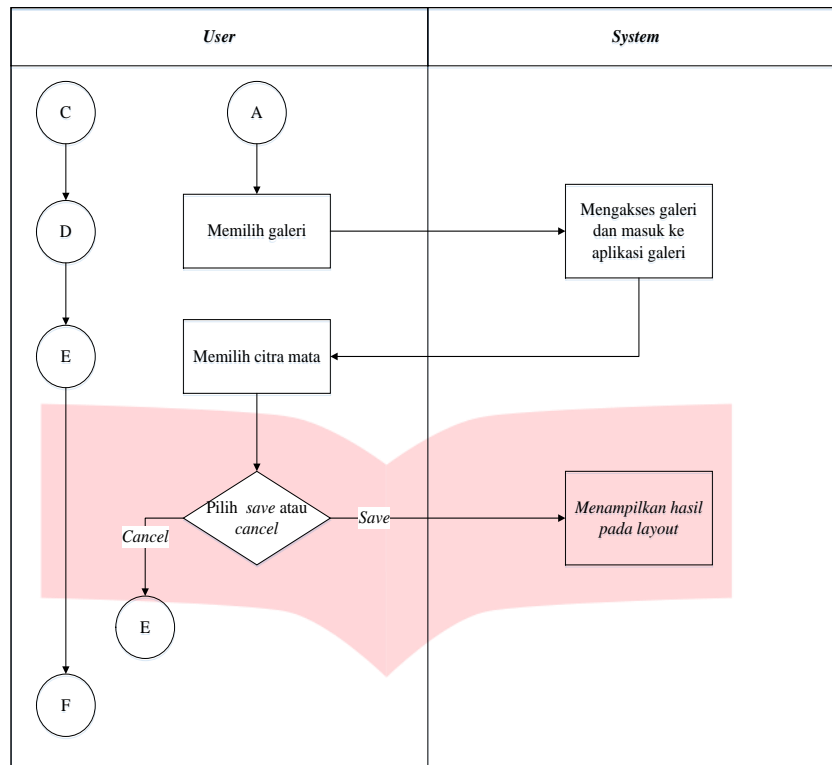 User
System
C
A
D
Memilih galeri
Mengakses galeri
dan masuk ke
aplikasi galeri
E
Memilih citra mata
Pilih save atau
cancel
Save
Menampilkan hasil
pada layout
Cancel
E
F